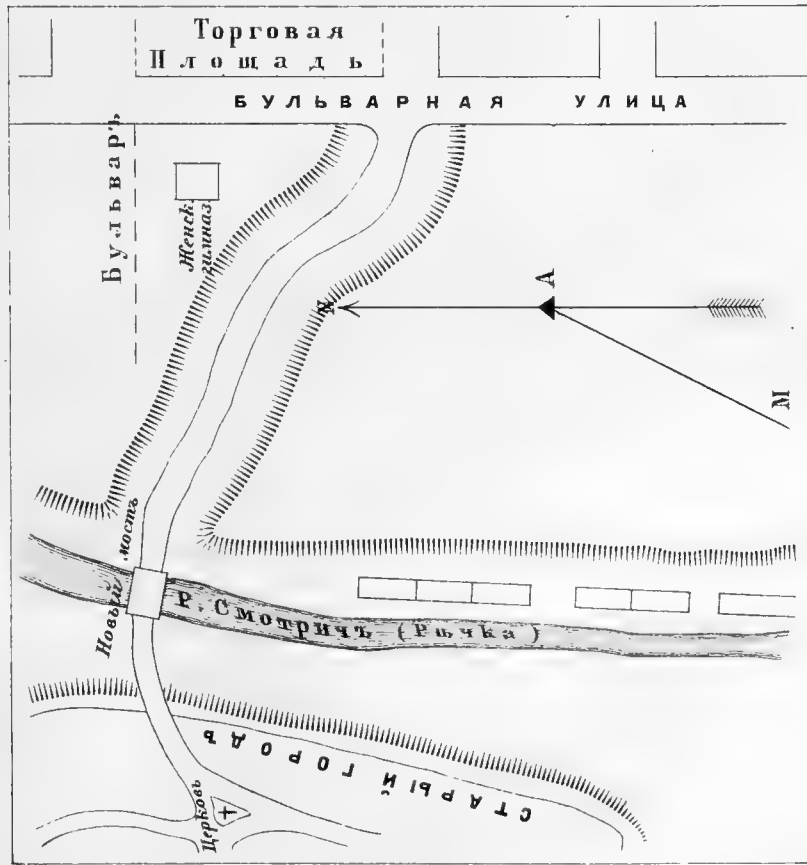 Торговая
Площадь
БУЛЬВАРНАЯ УЛИЦА
Бульваръ
Женск.
гимназ.
N
А
М
Новый мостъ
Р. Смотричъ (Рѣчка)
СТАРЫЙ ГОРОДЪ
Церковь